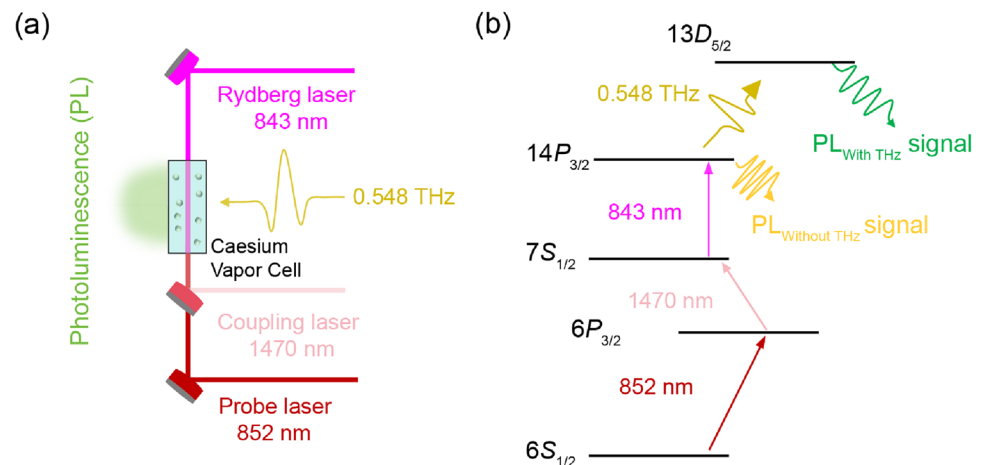 (a)
Photoluminescence (PL)
Rydberg laser
843 nm
0.548 THz
Caesium
Vapor Cell
Coupling laser
1470 nm
Probe laser
852 nm
(b)
13D5/2
0.548 THz
PLWith THz signal
14P3/2
843 nm
PLWithout THz signal
7S1/2
1470 nm
6P3/2
852 nm
6S1/2